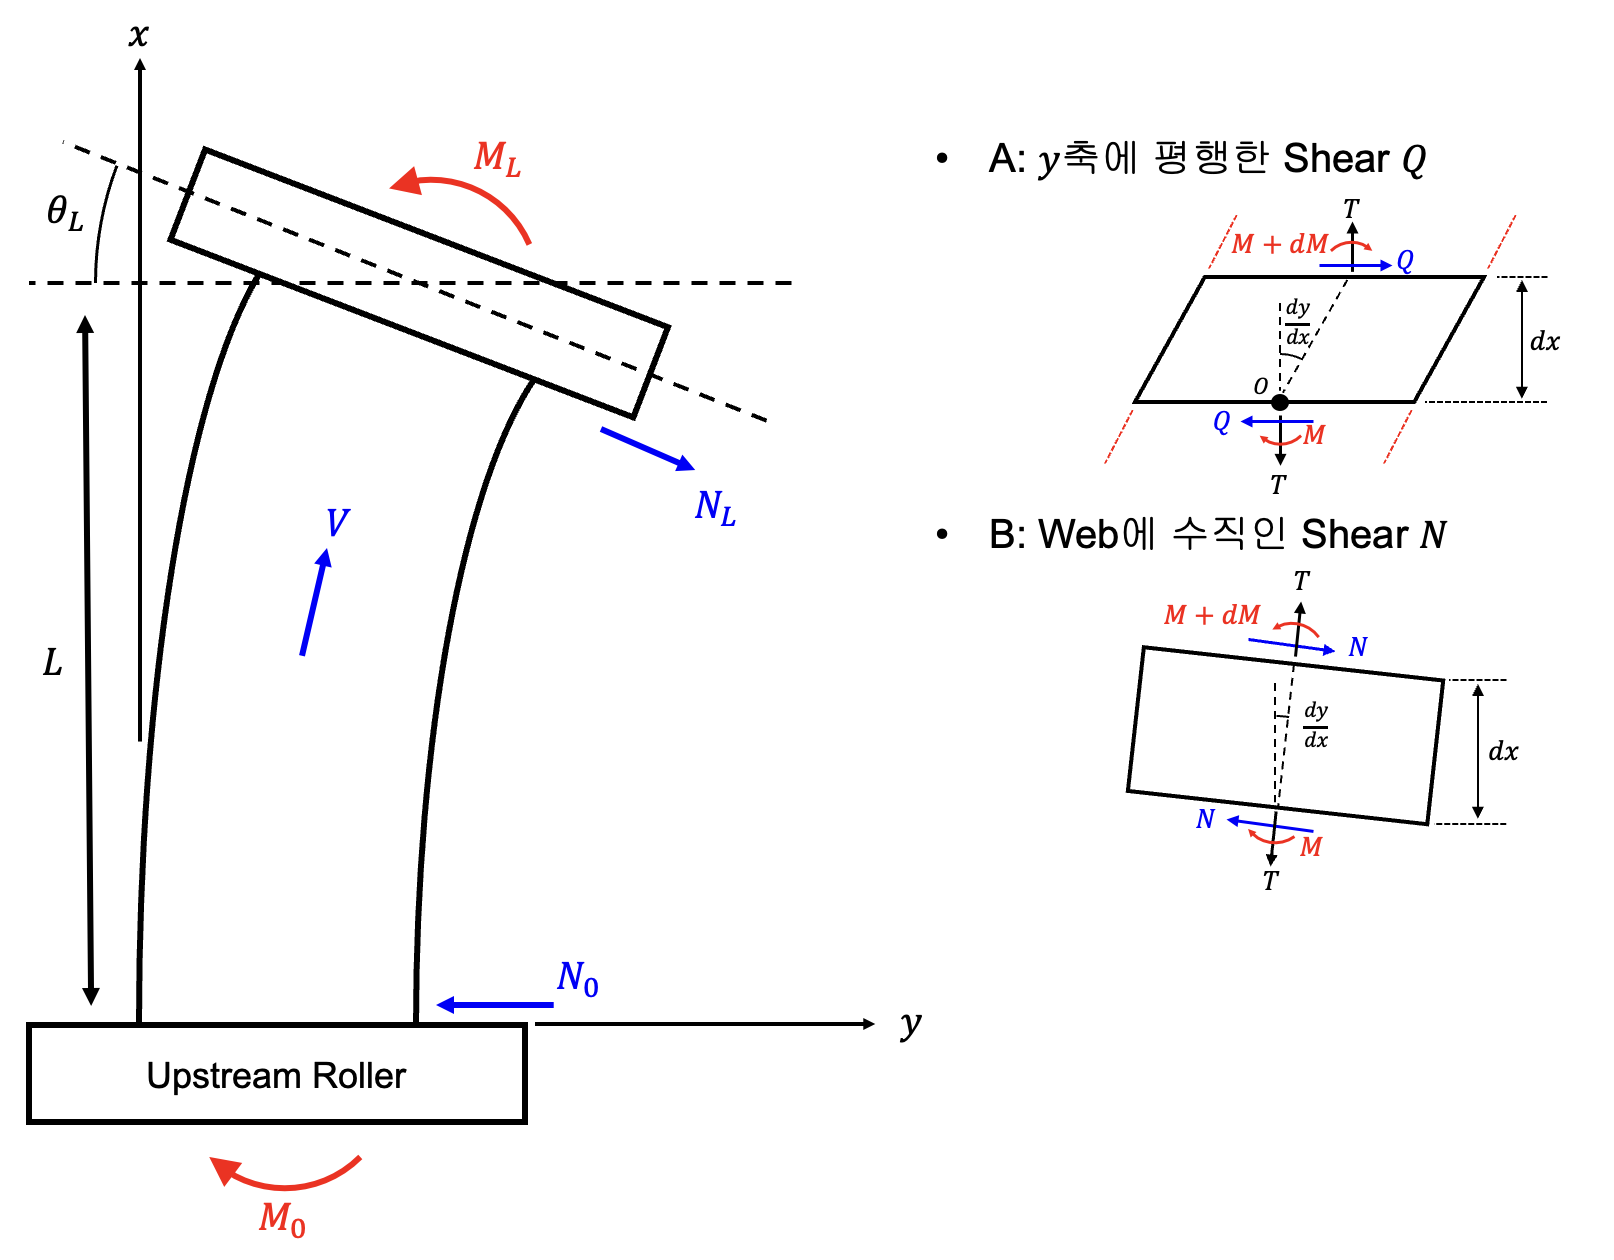 x
M_L
θ_L
L
V
N_L
N_0
y
Upstream Roller
M_0
• A: y축에 평행한 Shear Q
T
M + dM
Q
dy
dx
dx
O
Q
M
T
• B: Web에 수직인 Shear N
T
M + dM
N
dy
dx
dx
N
M
T